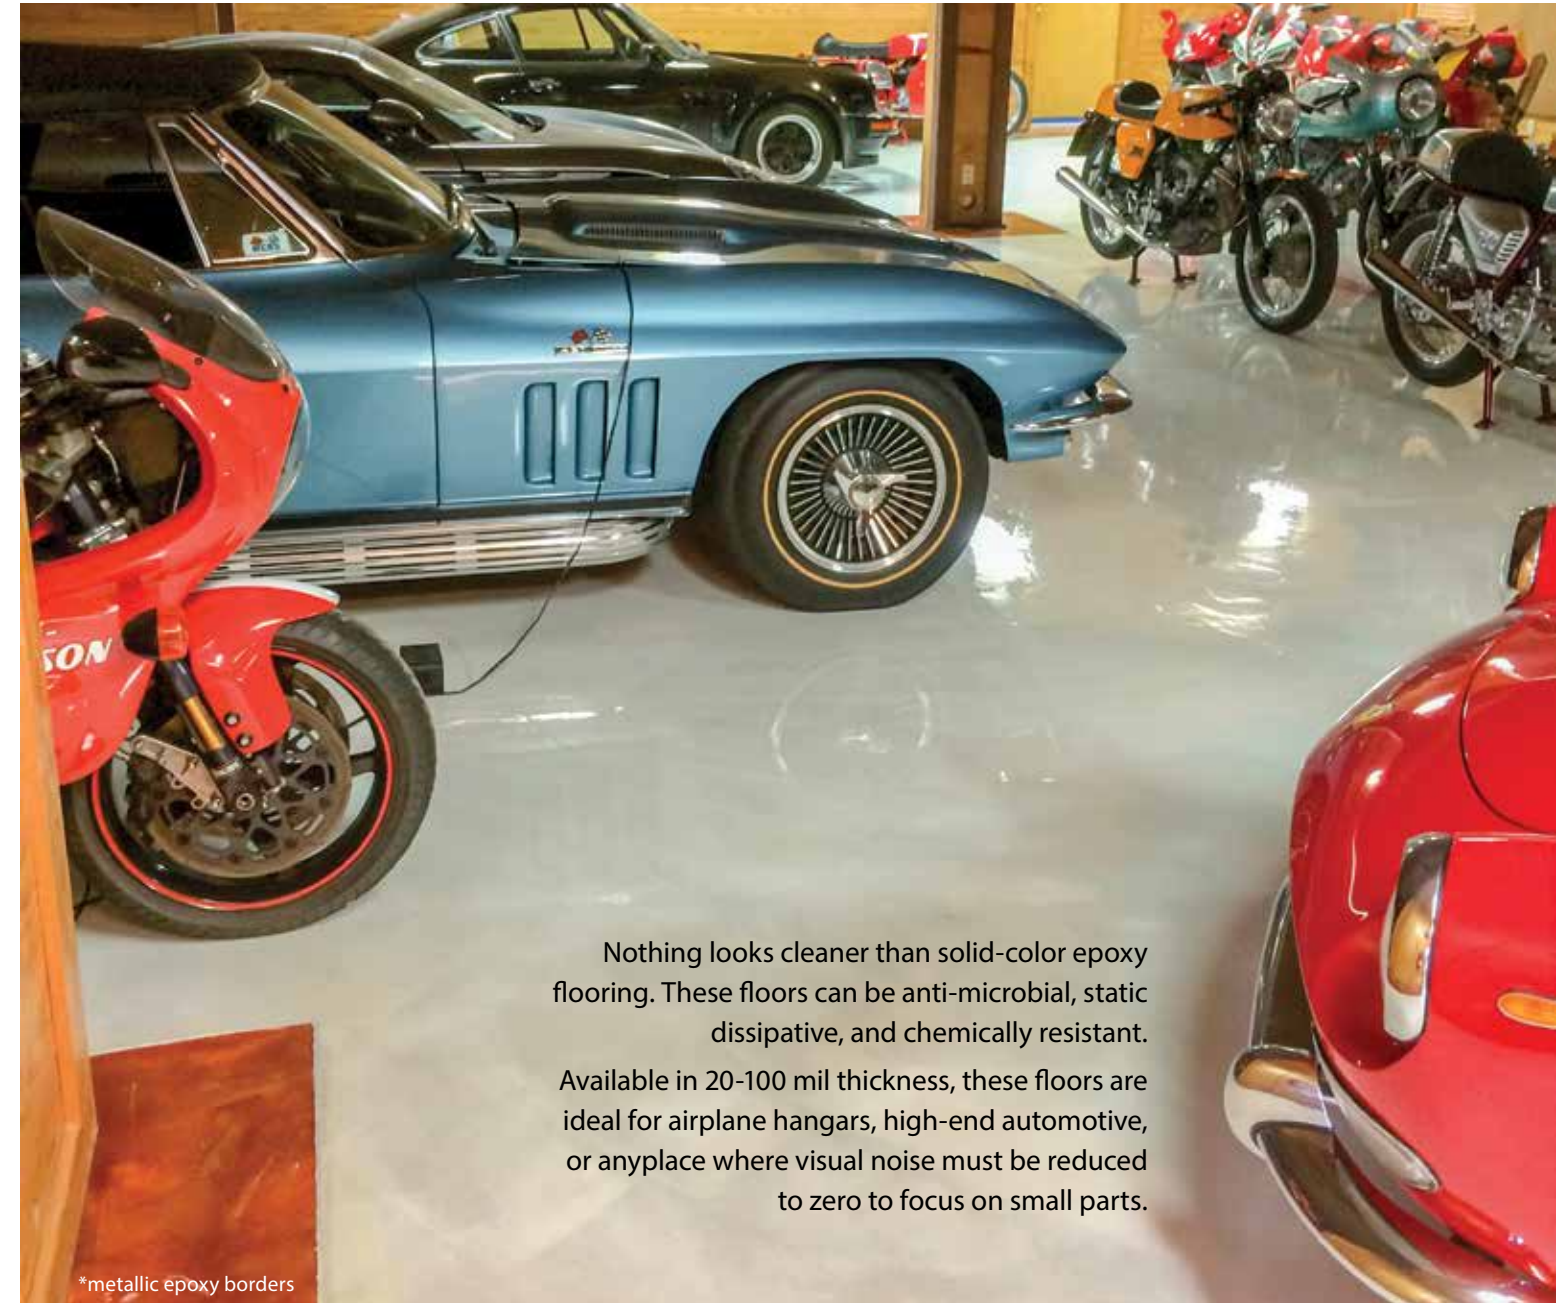 SON
Nothing looks cleaner than solid-color epoxy
flooring. These floors can be anti-microbial, static
dissipative, and chemically resistant.
Available in 20-100 mil thickness, these floors are
ideal for airplane hangars, high-end automotive,
or anyplace where visual noise must be reduced
to zero to focus on small parts.
*metallic epoxy borders